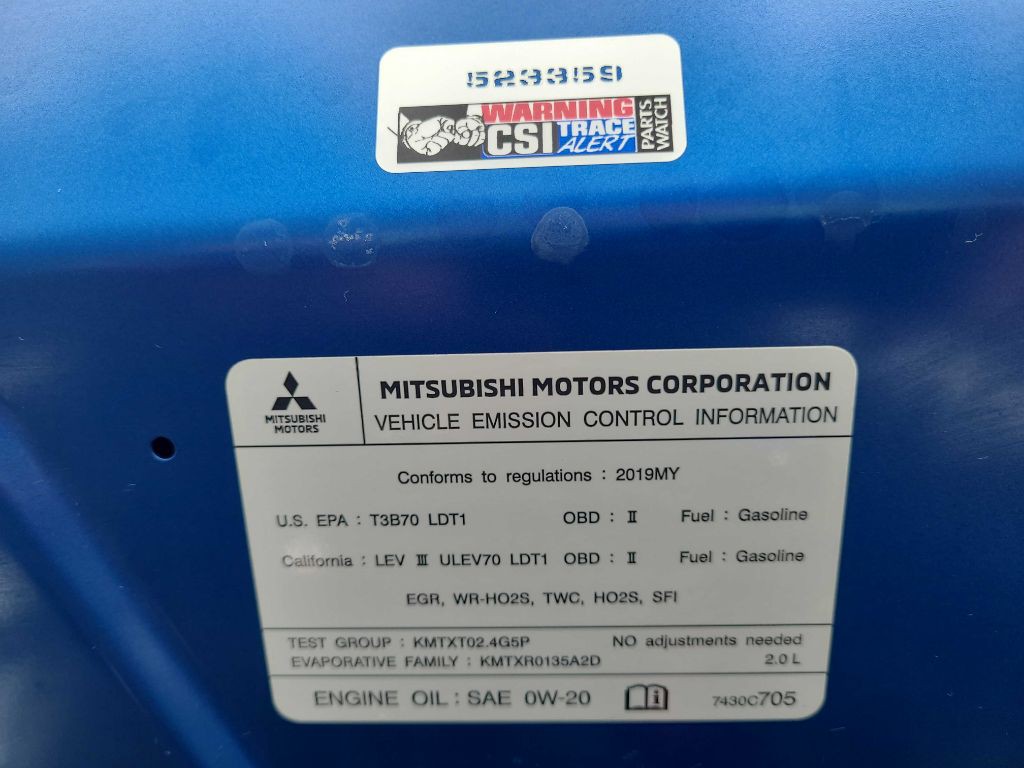 523359
WARNING
CSI TRACE ALERT
PARTS WATCH
MITSUBISHI MOTORS
MITSUBISHI MOTORS CORPORATION
VEHICLE EMISSION CONTROL INFORMATION
Conforms to regulations : 2019MY
U.S. EPA : T3B70 LDT1 OBD : Ⅱ Fuel : Gasoline
California : LEV Ⅲ ULEV70 LDT1 OBD : Ⅱ Fuel : Gasoline
EGR, WR-HO2S, TWC, HO2S, SFI
TEST GROUP : KMTXT02.4G5P NO adjustments needed
EVAPORATIVE FAMILY : KMTXR0135A2D 2.0 L
ENGINE OIL : SAE 0W-20 i 7430C705